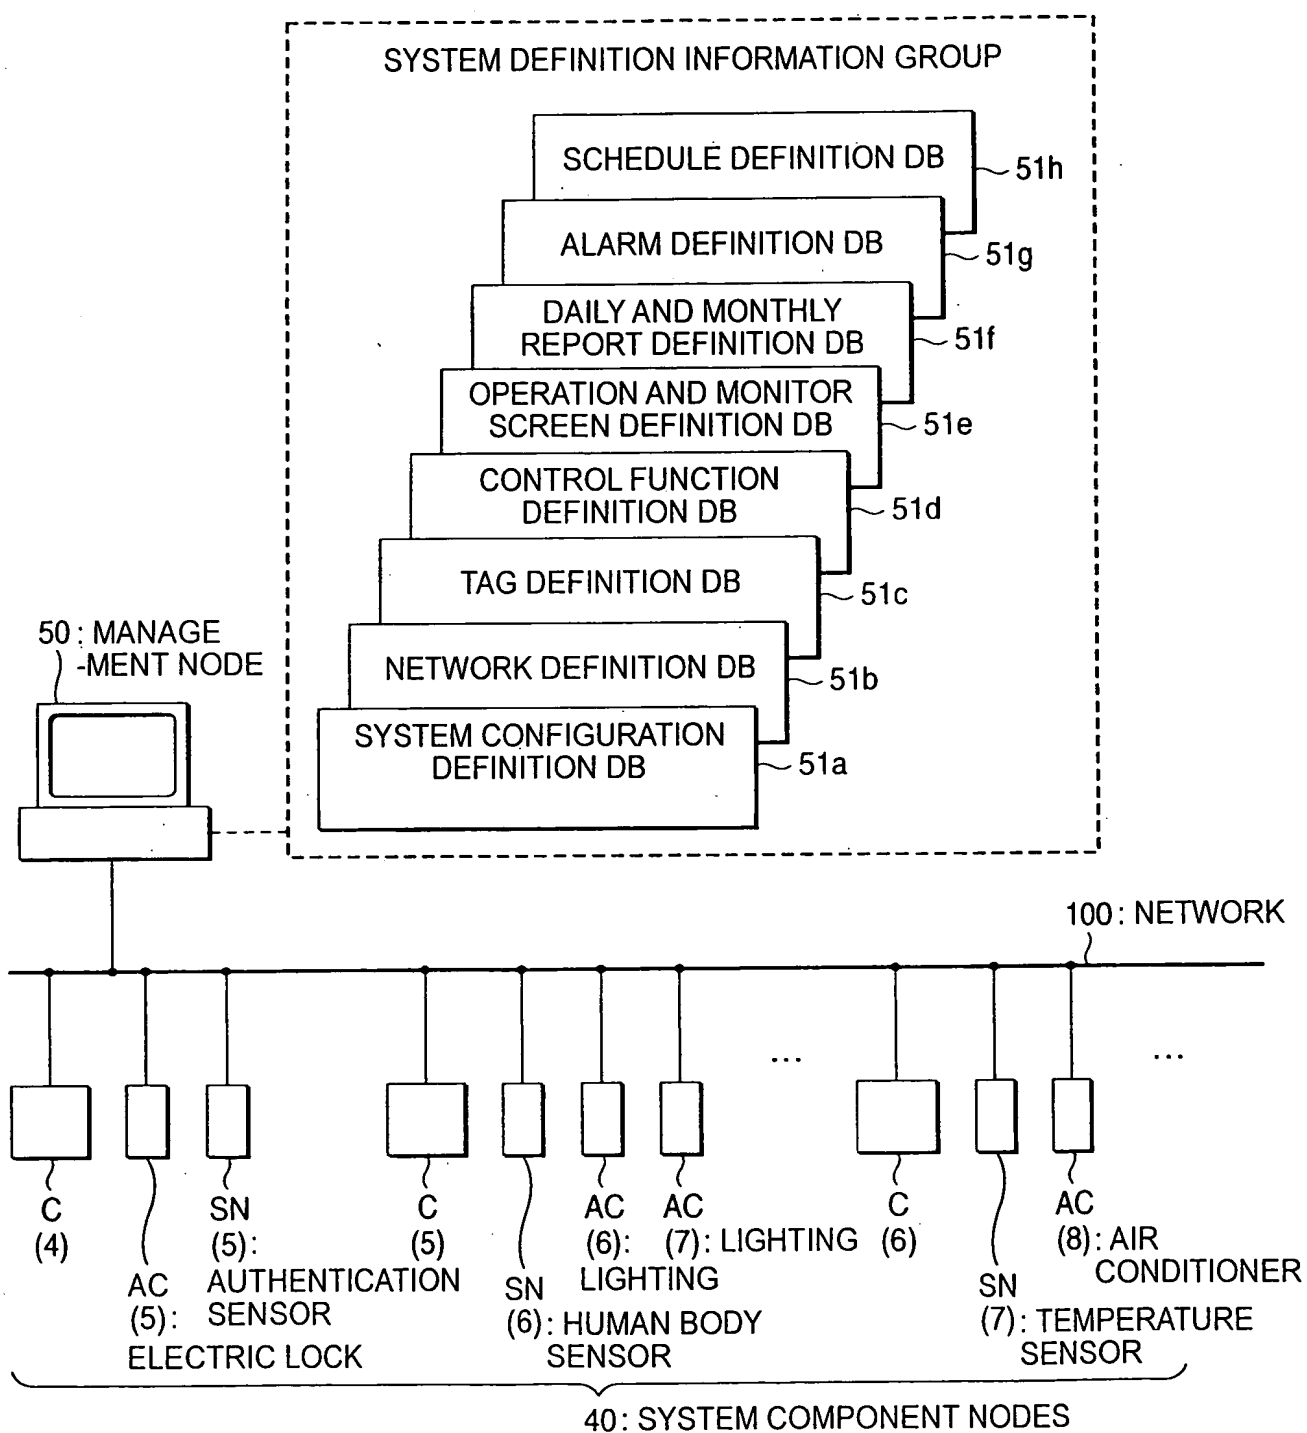 SYSTEM DEFINITION INFORMATION GROUP
SCHEDULE DEFINITION DB
51h
ALARM DEFINITION DB
51g
DAILY AND MONTHLY
REPORT DEFINITION DB
51f
OPERATION AND MONITOR
SCREEN DEFINITION DB
51e
CONTROL FUNCTION
DEFINITION DB
51d
TAG DEFINITION DB
51c
NETWORK DEFINITION DB
51b
SYSTEM CONFIGURATION
DEFINITION DB
51a
50 : MANAGE
-MENT NODE
100 : NETWORK
...
...
C
(4)
AC
(5):
ELECTRIC LOCK
SN
(5):
AUTHENTICATION
SENSOR
C
(5)
SN
(6): HUMAN BODY
SENSOR
AC
(6):
LIGHTING
AC
(7): LIGHTING
C
(6)
SN
(7): TEMPERATURE
SENSOR
AC
(8): AIR
CONDITIONER
40 : SYSTEM COMPONENT NODES